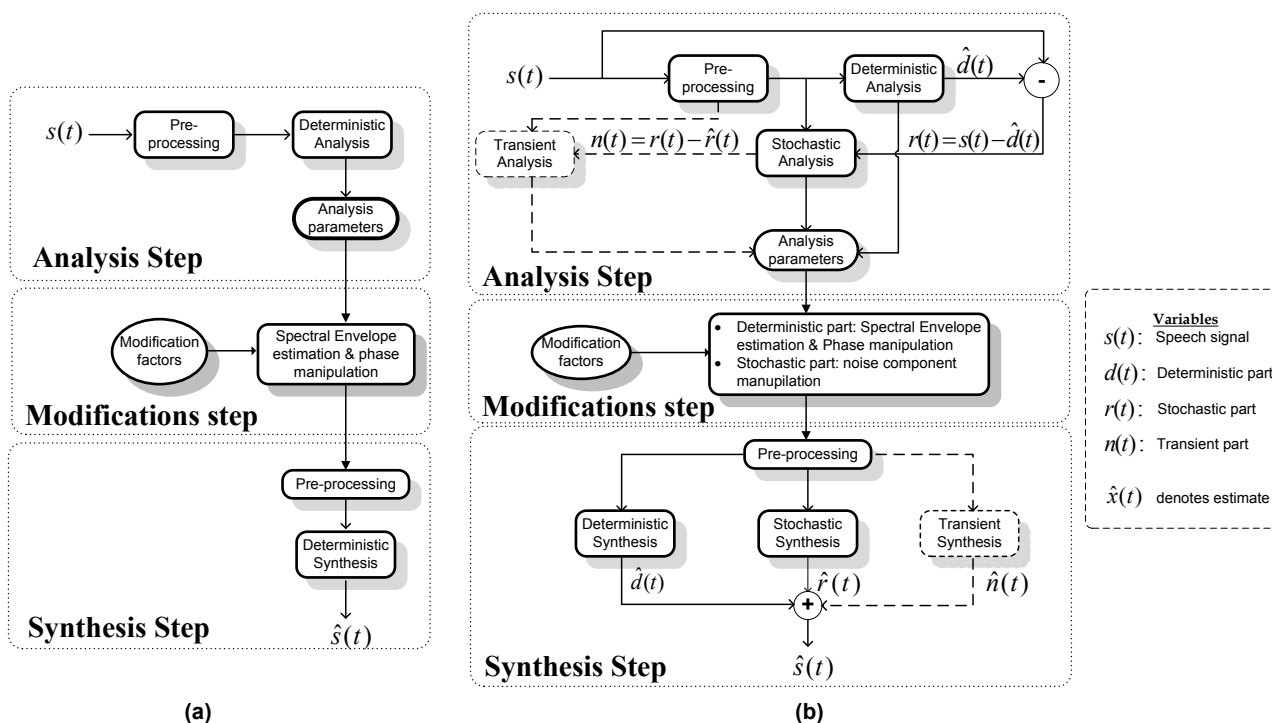 s(t)
Pre-
processing
Deterministic
Analysis
Analysis
parameters
Analysis Step
Modification
factors
Spectral Envelope
estimation & phase
manipulation
Modifications step
Pre-processing
Deterministic
Synthesis
ŝ(t)
Synthesis Step
(a)
s(t)
Pre-
processing
Deterministic
Analysis
d̂(t)
-
Transient
Analysis
n(t) = r(t) − r̂(t)
Stochastic
Analysis
r(t) = s(t) − d̂(t)
Analysis
parameters
Analysis Step
Modification
factors
• Deterministic part: Spectral Envelope
estimation & Phase manipulation
• Stochastic part: noise component
manupilation
Modifications step
Pre-processing
Deterministic
Synthesis
Stochastic
Synthesis
Transient
Synthesis
d̂(t)
r̂(t)
n̂(t)
+
ŝ(t)
Synthesis Step
(b)
Variables
s(t): Speech signal
d(t): Deterministic part
r(t): Stochastic part
n(t): Transient part
x̂(t) denotes estimate